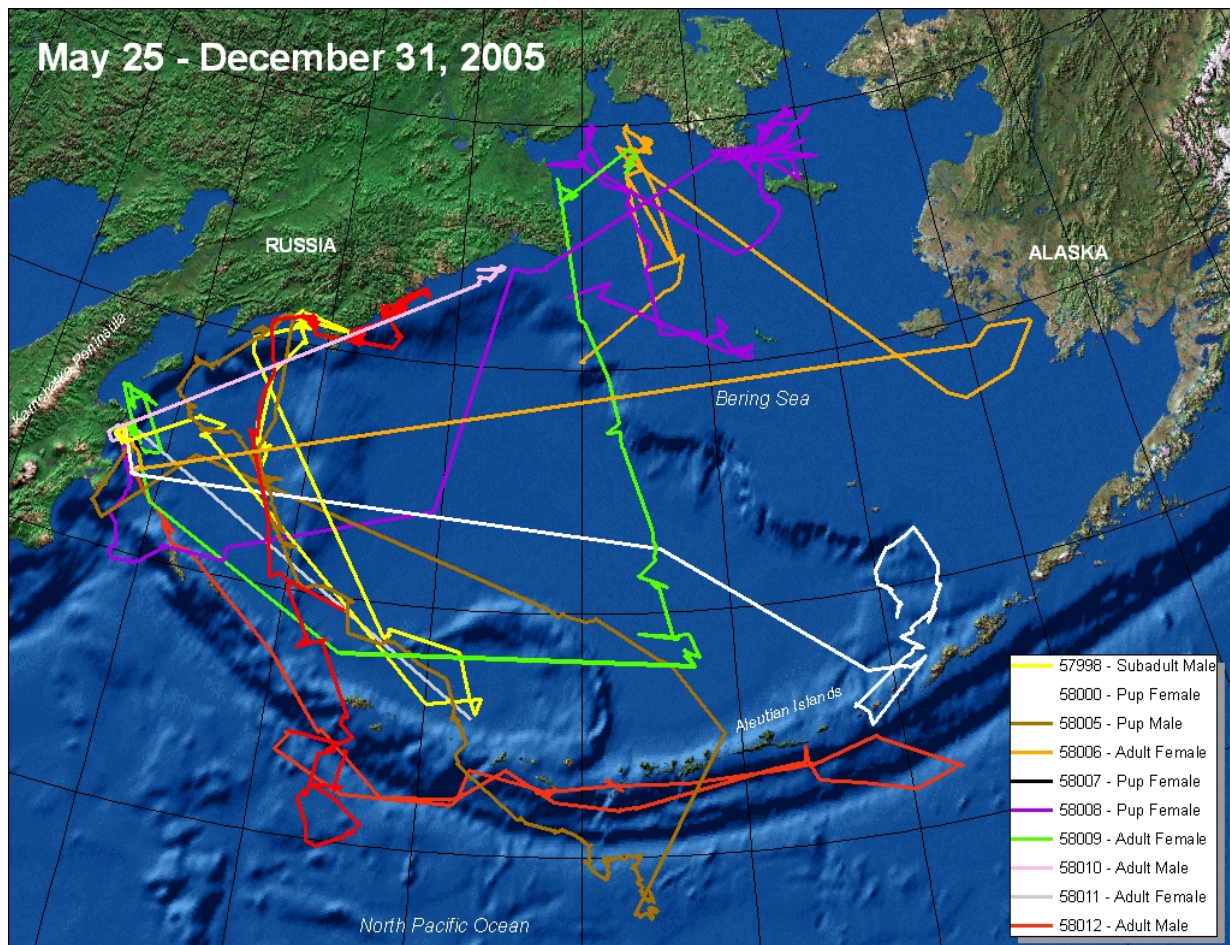 May 25 - December 31, 2005
RUSSIA
ALASKA
Kamchatka Peninsula
Bering Sea
Aleutian Islands
North Pacific Ocean
57998 - Subadult Male
58000 - Pup Female
58005 - Pup Male
58006 - Adult Female
58007 - Pup Female
58008 - Pup Female
58009 - Adult Female
58010 - Adult Male
58011 - Adult Female
58012 - Adult Male